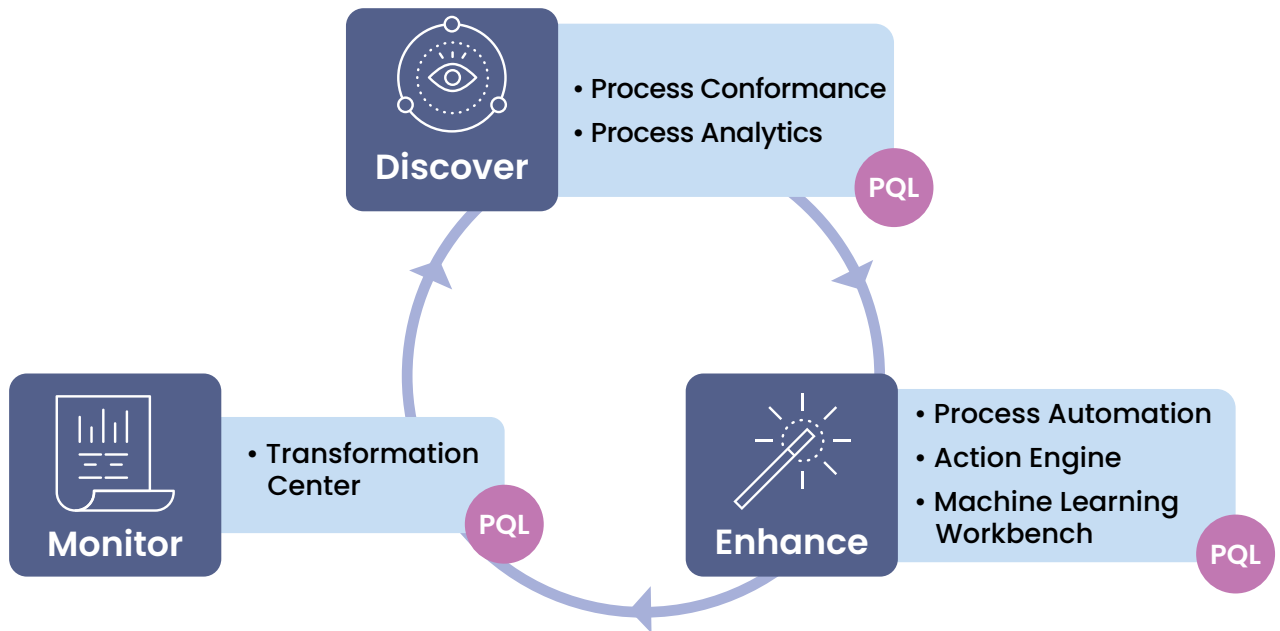 Discover
• Process Conformance
• Process Analytics
PQL
Monitor
• Transformation
Center
PQL
Enhance
• Process Automation
• Action Engine
• Machine Learning
Workbench
PQL